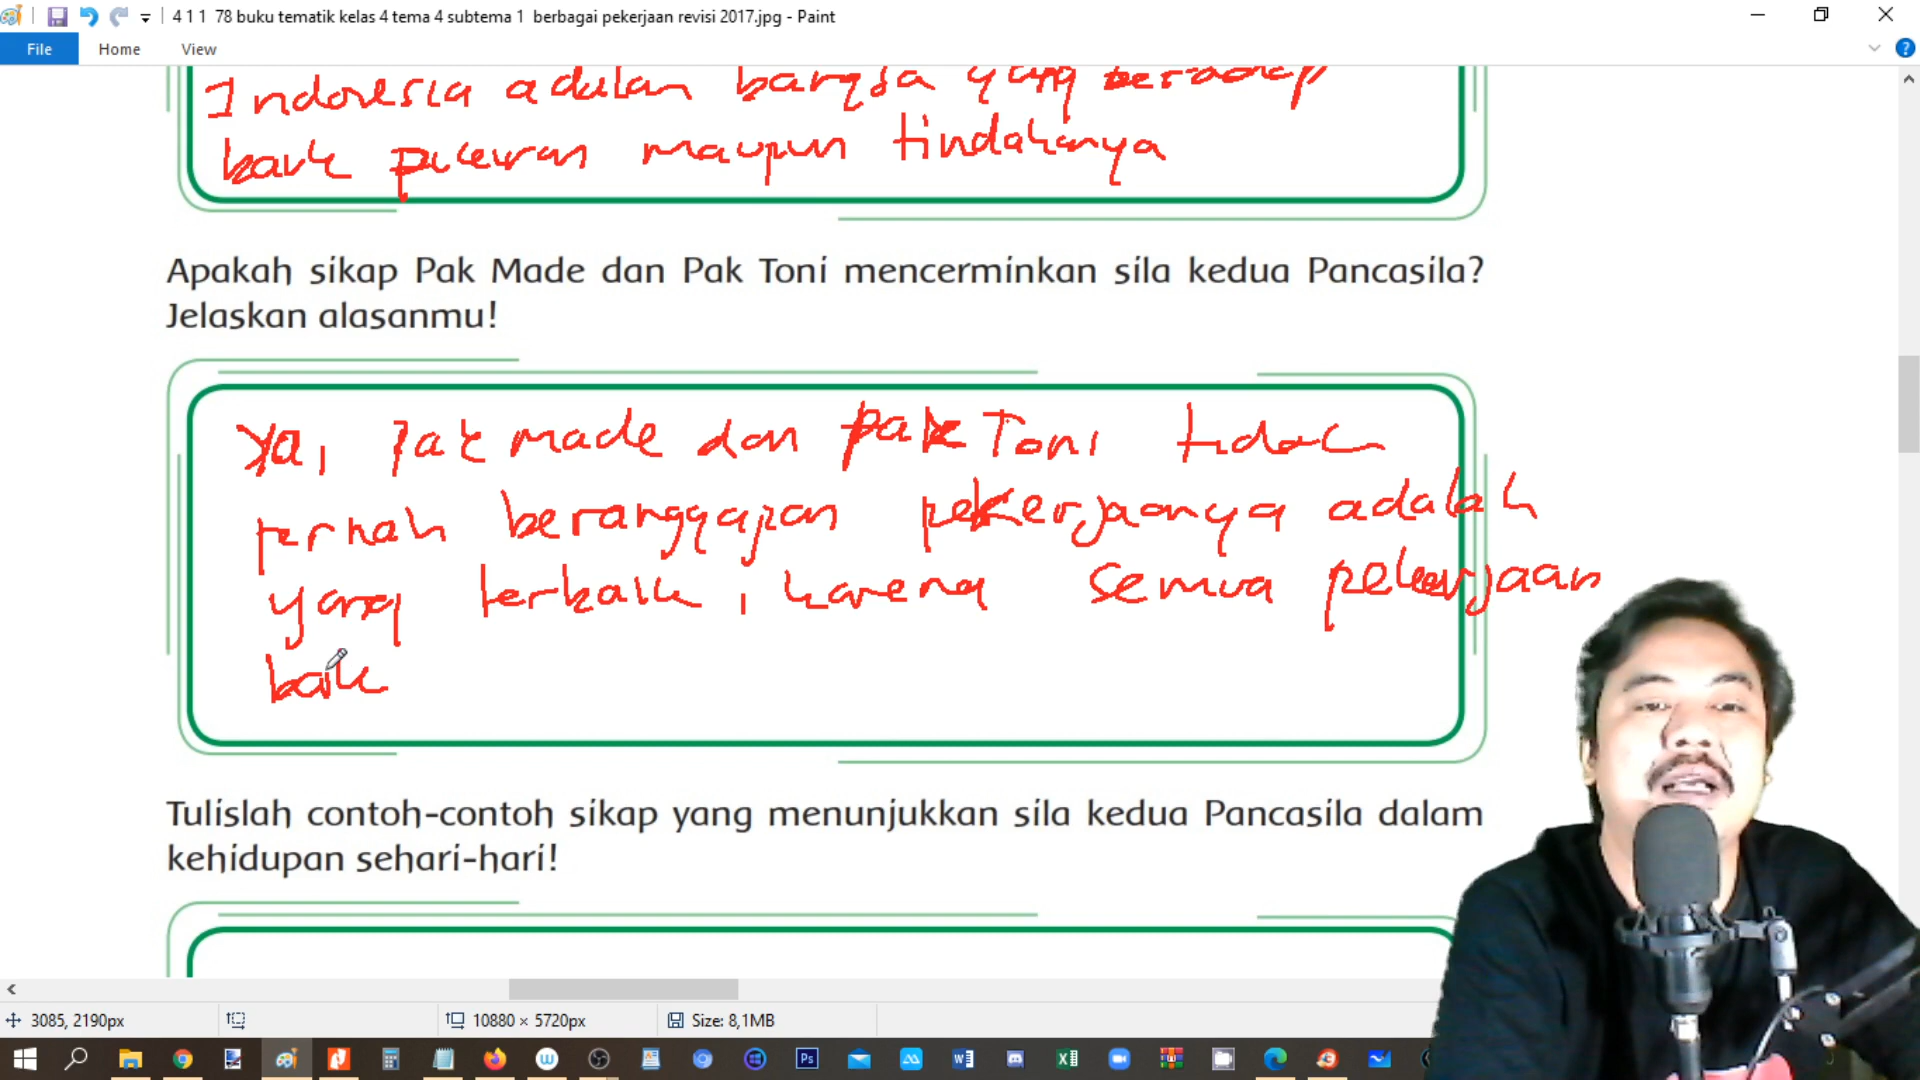 4 1 1  78 buku tematik kelas 4 tema 4 subtema 1  berbagai pekerjaan revisi 2017.jpg - Paint
File Home View
Indonesia adalah bangsa yang beradap
baik pikiran maupun tindakanya
Apakah sikap Pak Made dan Pak Toni mencerminkan sila kedua Pancasila?
Jelaskan alasanmu!
Ya, Pak made dan pak Toni tidak
pernah beranggapan pekerjaanya adalah
yang terbaik, karena semua pekerjaan
baik
Tulislah contoh-contoh sikap yang menunjukkan sila kedua Pancasila dalam
kehidupan sehari-hari!
3085, 2190px 10880 × 5720px Size: 8,1MB
Ps